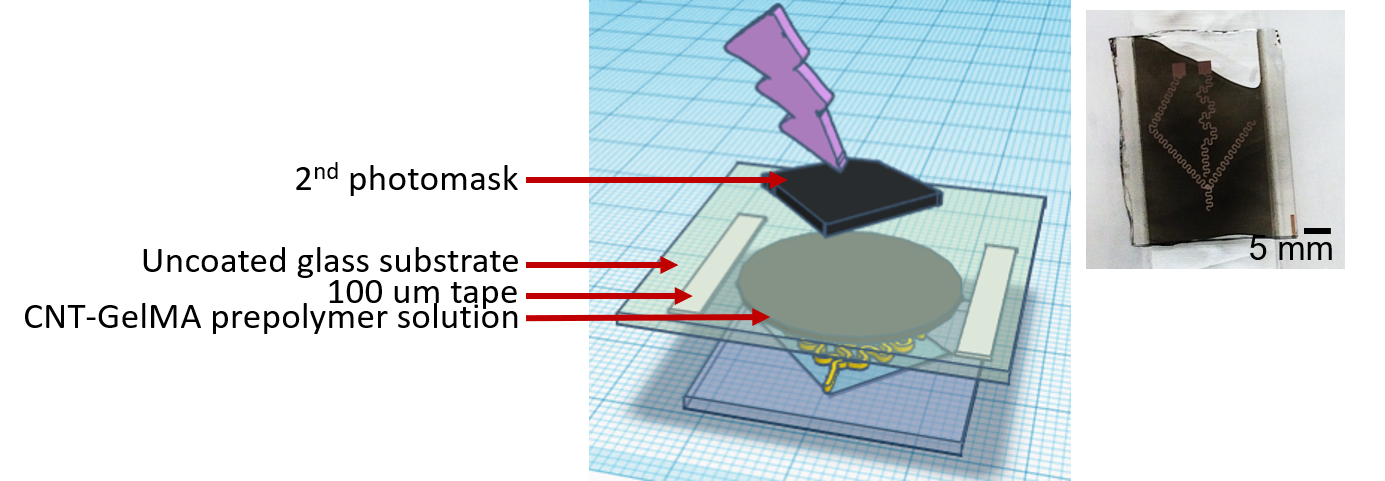 2nd photomask
Uncoated glass substrate
100 um tape
CNT-GelMA prepolymer solution
5 mm